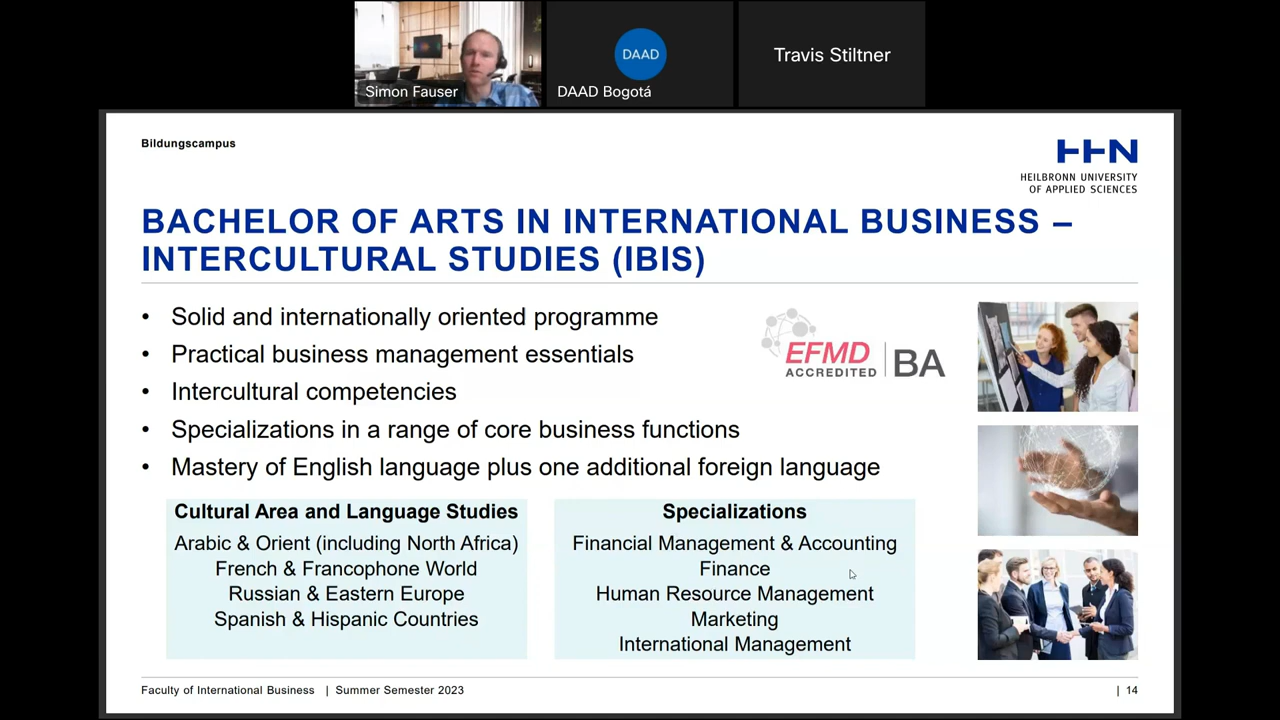 Simon Fauser
DAAD
DAAD Bogotá
Travis Stiltner
Bildungscampus
HHN
HEILBRONN UNIVERSITY
OF APPLIED SCIENCES
BACHELOR OF ARTS IN INTERNATIONAL BUSINESS –
INTERCULTURAL STUDIES (IBIS)
• Solid and internationally oriented programme
• Practical business management essentials
• Intercultural competencies
• Specializations in a range of core business functions
• Mastery of English language plus one additional foreign language
EFMD
ACCREDITED | BA
Cultural Area and Language Studies
Arabic & Orient (including North Africa)
French & Francophone World
Russian & Eastern Europe
Spanish & Hispanic Countries
Specializations
Financial Management & Accounting
Finance
Human Resource Management
Marketing
International Management
Faculty of International Business | Summer Semester 2023
| 14